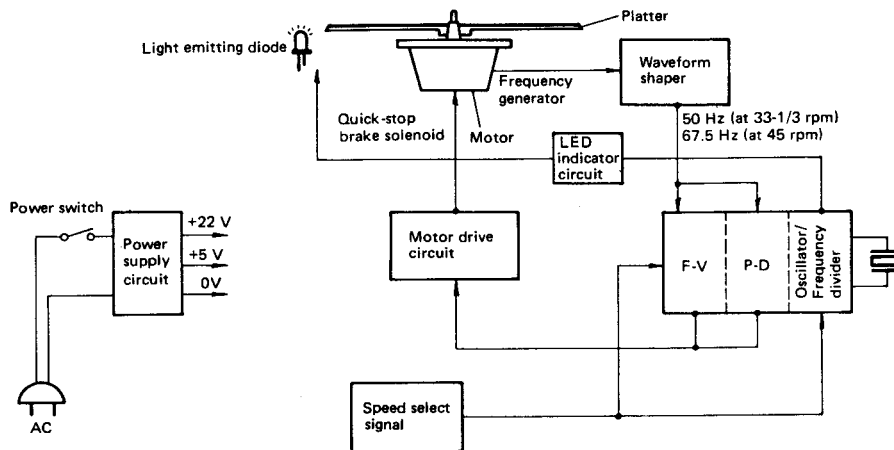 Platter
Light emitting diode
Waveform
shaper
Frequency
generator
50 Hz (at 33-1/3 rpm)
67.5 Hz (at 45 rpm)
Quick-stop
brake solenoid
Motor
LED
indicator
circuit
Power switch
+22 V
Power
supply
circuit
+5 V
0V
Motor drive
circuit
F-V
P-D
Oscillator/
Frequency
divider
Speed select
signal
AC